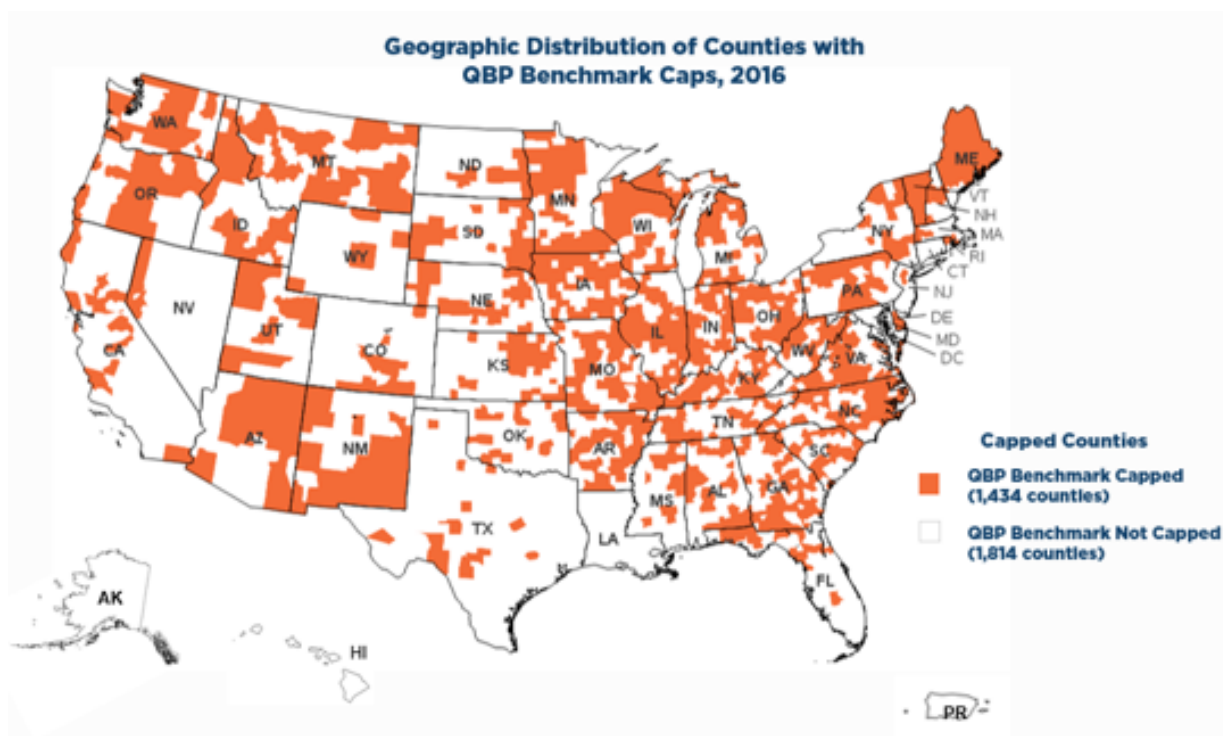 Geographic Distribution of Counties with
QBP Benchmark Caps, 2016
WA
MT
ND
ME
OR
MN
VT
ID
SD
WI
NY
NH
MA
WY
MI
RI
CT
IA
PA
NJ
NV
NE
OH
DE
UT
IL
IN
MD
CA
CO
WV
VA
DC
KS
MO
KY
AZ
NM
OK
TN
NC
AR
SC
MS
AL
GA
TX
LA
FL
Capped Counties
QBP Benchmark Capped
(1,434 counties)
QBP Benchmark Not Capped
(1,814 counties)
AK
HI
PR